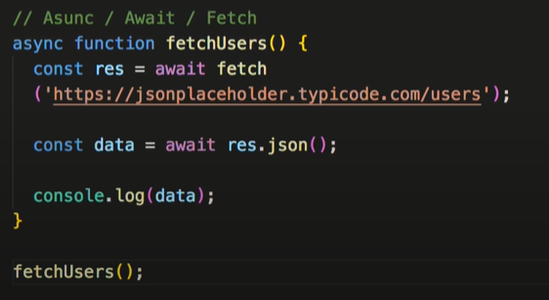 // Asunc / Await / Fetch
async function fetchUsers() {
const res = await fetch
('https://jsonplaceholder.typicode.com/users');
const data = await res.json();
console.log(data);
}
fetchUsers();